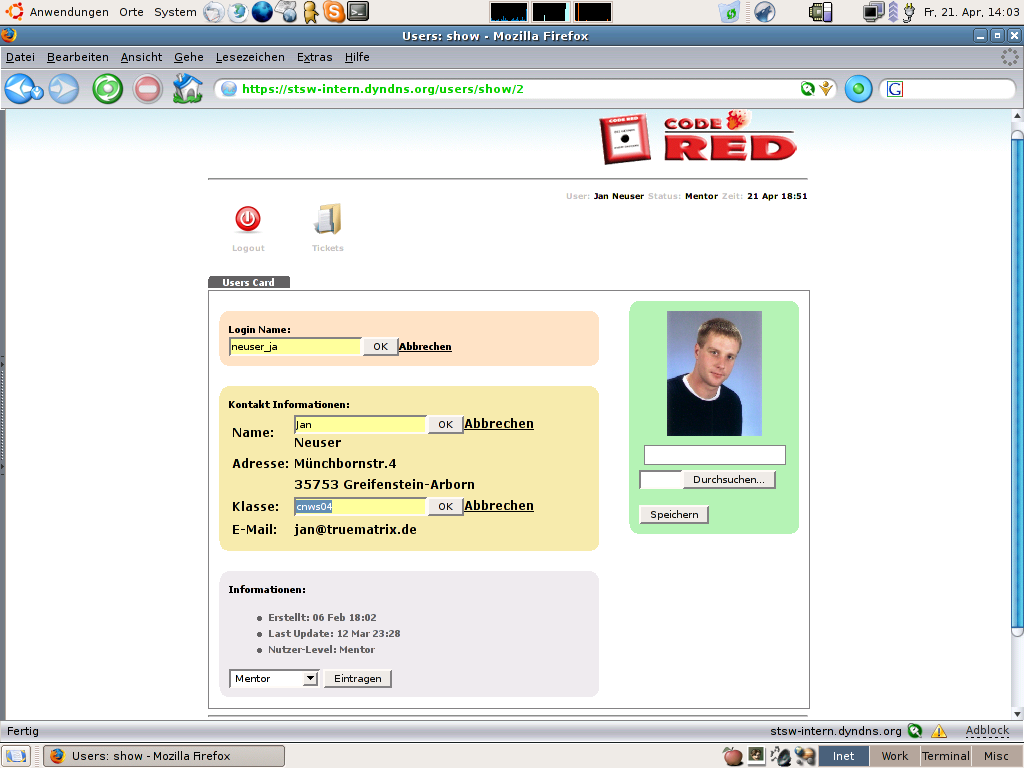 Anwendungen Orte System Fr, 21. Apr, 14:03
Users: show - Mozilla Firefox
Datei Bearbeiten Ansicht Gehe Lesezeichen Extras Hilfe
https://stsw-intern.dyndns.org/users/show/2 G
CODE RED
CODE
RED
User: Jan Neuser Status: Mentor Zeit: 21 Apr 18:51
Logout Tickets
Users Card
Login Name:
neuser_ja OK Abbrechen
Kontakt Informationen:
Name: Jan OK Abbrechen
Neuser
Adresse: Münchbornstr.4
35753 Greifenstein-Arborn
Klasse: cnws04 OK Abbrechen
E-Mail: jan@truematrix.de
Durchsuchen...
Speichern
Informationen:
Erstellt: 06 Feb 18:02
Last Update: 12 Mar 23:28
Nutzer-Level: Mentor
Mentor Eintragen
Fertig stsw-intern.dyndns.org Adblock
Users: show - Mozilla Firefox Inet Work Terminal Misc